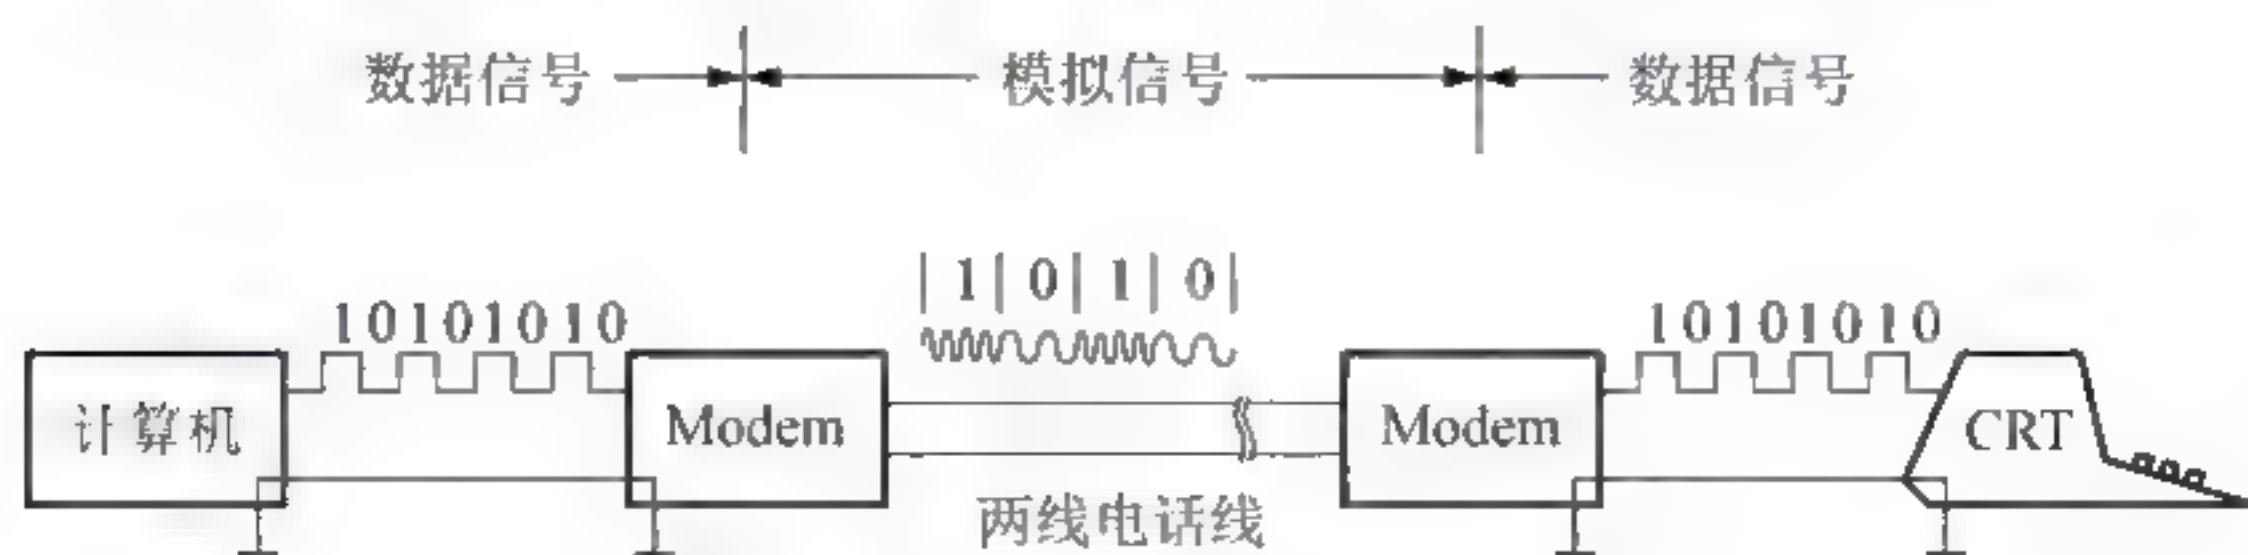 数据信号 模拟信号 数据信号
|1|0|1|0|
10101010 10101010
计算机 Modem Modem CRT
两线电话线